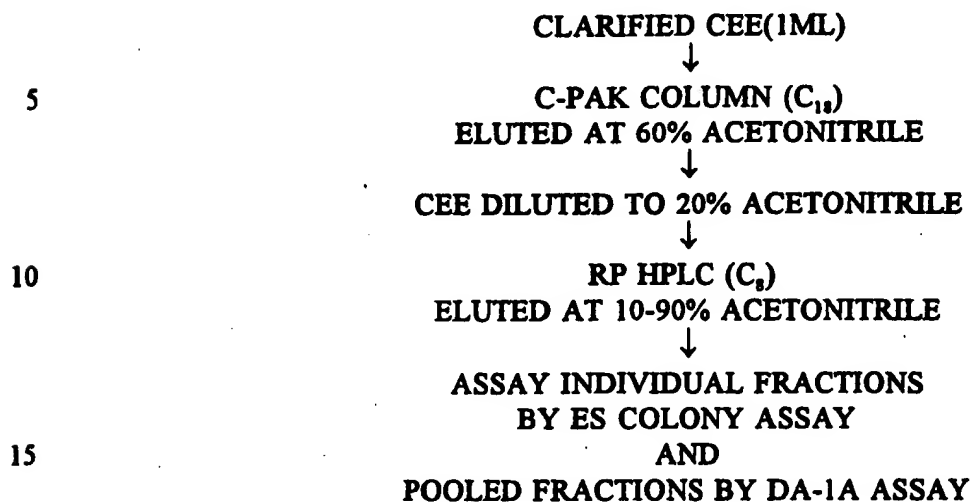 CLARIFIED CEE(1ML)
↓
5 C-PAK COLUMN (C₁₈)
ELUTED AT 60% ACETONITRILE
↓
CEE DILUTED TO 20% ACETONITRILE
↓
10 RP HPLC (C₈)
ELUTED AT 10-90% ACETONITRILE
↓
ASSAY INDIVIDUAL FRACTIONS
BY ES COLONY ASSAY
15 AND
POOLED FRACTIONS BY DA-1A ASSAY